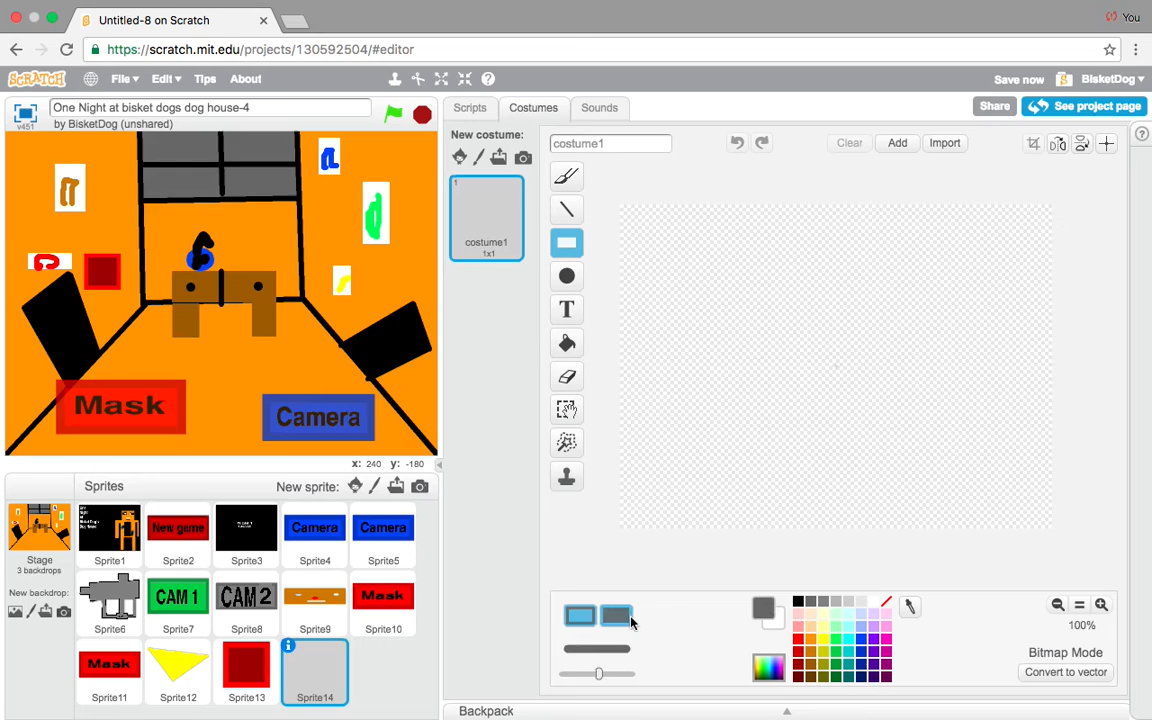 Untitled-8 on Scratch
You
https://scratch.mit.edu/projects/130592504/#editor
SCRATCH
File
Edit
Tips
About
Save now
BisketDog
One Night at bisket dogs dog house-4
by BisketDog (unshared)
v451
Scripts
Costumes
Sounds
Share
See project page
New costume:
costume1
Clear
Add
Import
1
costume1
1x1
T
Mask
Camera
x: 240 y: -180
Sprites
New sprite:
New game
Camera
Camera
Stage
3 backdrops
Sprite1
Sprite2
Sprite3
Sprite4
Sprite5
New backdrop:
CAM 1
CAM 2
Mask
Sprite6
Sprite7
Sprite8
Sprite9
Sprite10
Mask
Sprite11
Sprite12
Sprite13
Sprite14
100%
Bitmap Mode
Convert to vector
Backpack